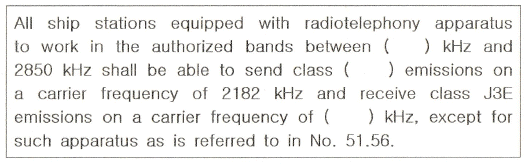 All ship stations equipped with radiotelephony apparatus
to work in the authorized bands between (    ) kHz and
2850 kHz shall be able to send class (    ) emissions on
a carrier frequency of 2182 kHz and receive class J3E
emissions on a carrier frequency of (    ) kHz, except for
such apparatus as is referred to in No. 51.56.